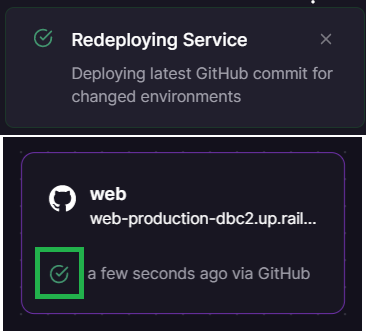 Redeploying Service
Deploying latest GitHub commit for
changed environments
web
web-production-dbc2.up.rail...
a few seconds ago via GitHub